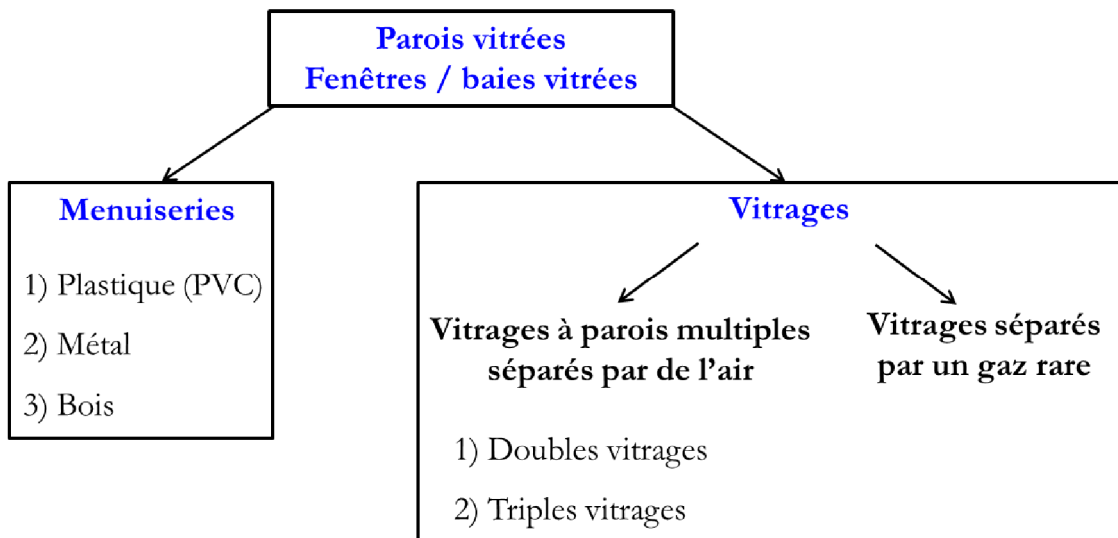 Parois vitrées
Fenêtres / baies vitrées
Menuiseries
1) Plastique (PVC)
2) Métal
3) Bois
Vitrages
Vitrages à parois multiples
séparés par de l’air
1) Doubles vitrages
2) Triples vitrages
Vitrages séparés
par un gaz rare